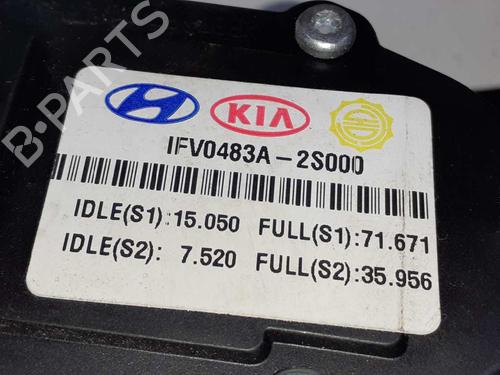 B-PARTS
KIA
IFV0483A-2S000
IDLE(S1):15.050 FULL(S1):71.671
IDLE(S2): 7.520 FULL(S2):35.956